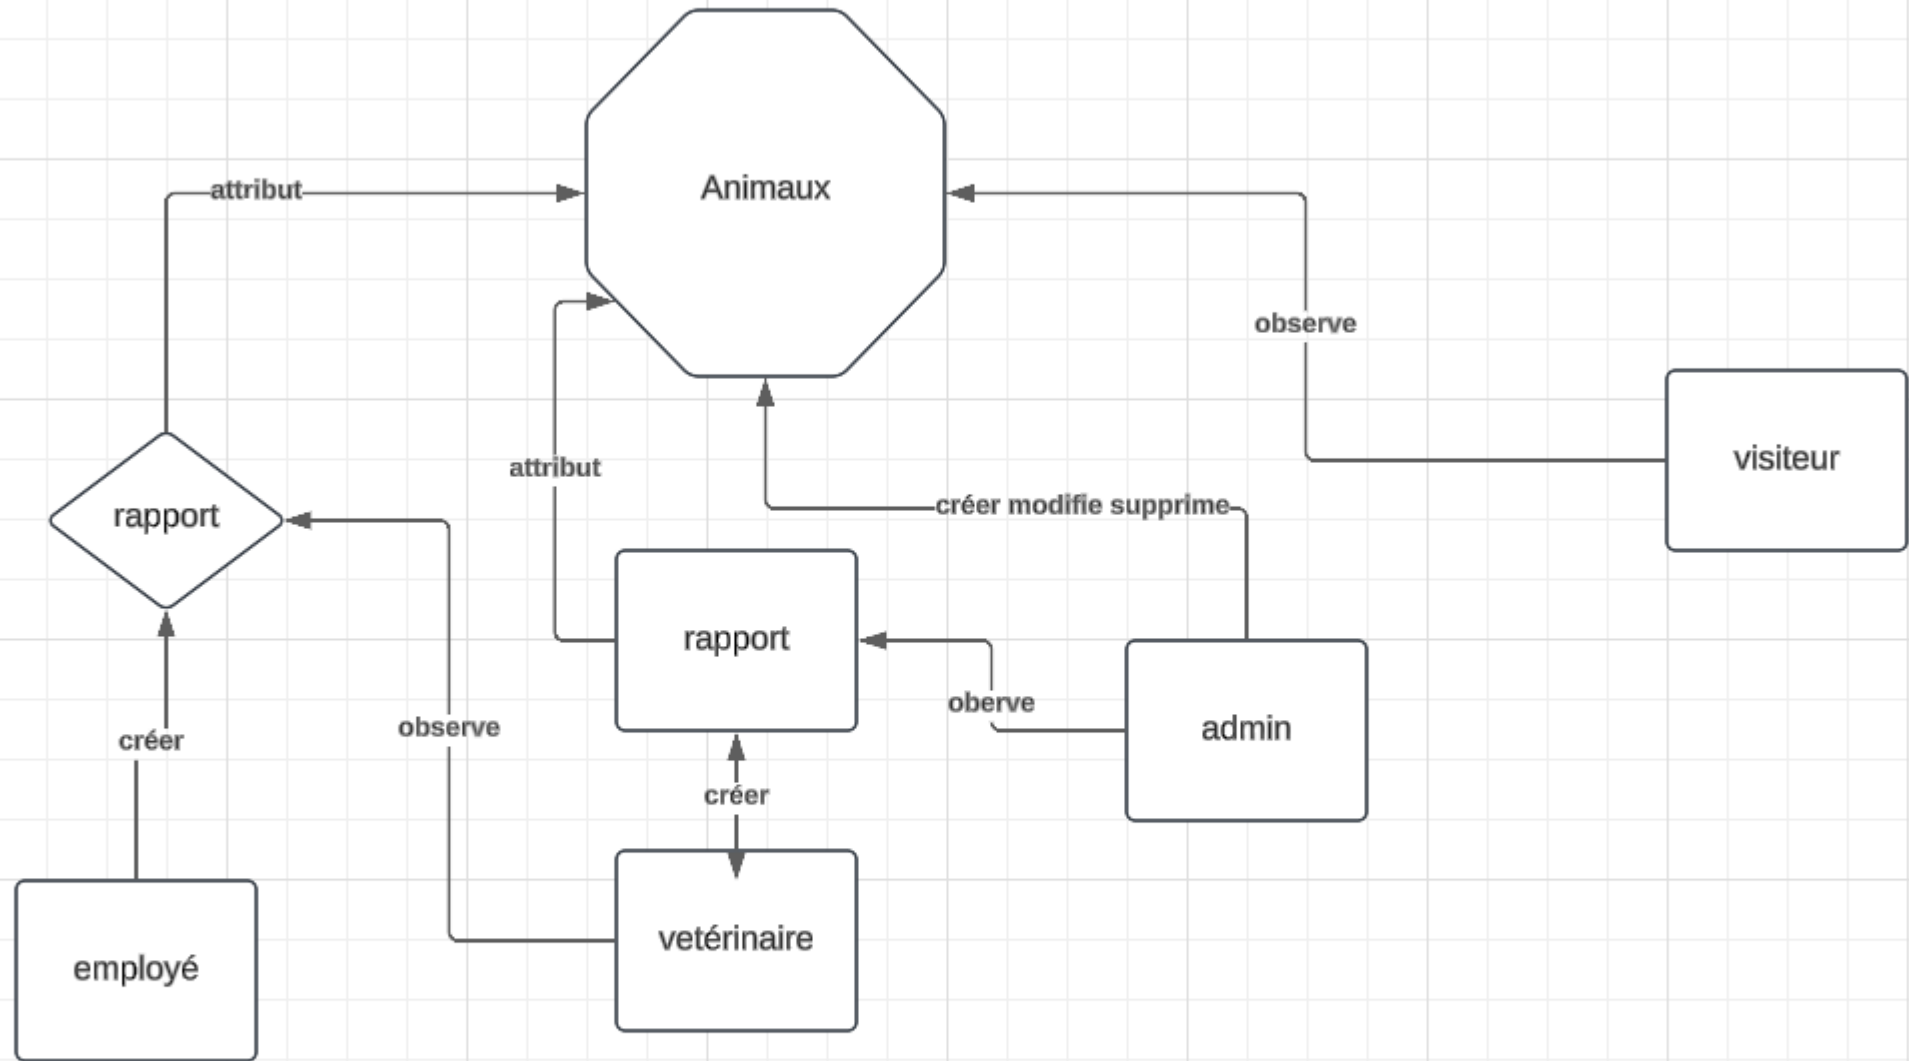 Animaux
attribut
observe
attribut
visiteur
créer modifie supprime
rapport
rapport
oberve
observe
admin
créer
créer
vetérinaire
employé